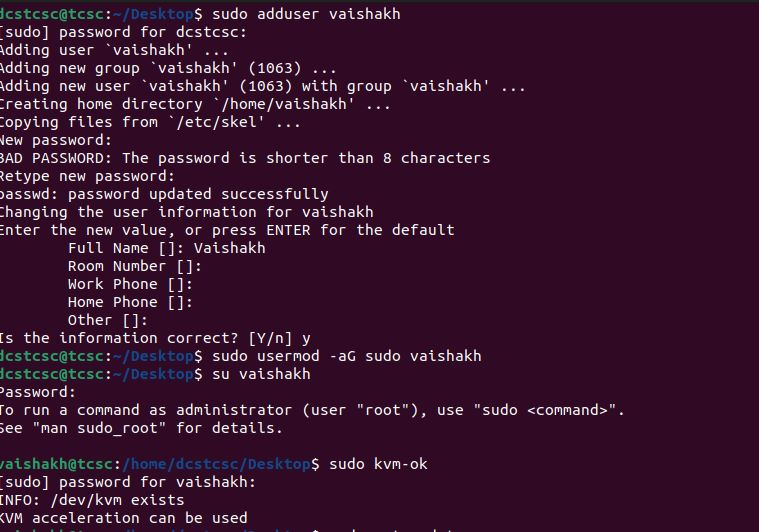 dcstcsc@tcsc:~/Desktop$ sudo adduser vaishakh
[sudo] password for dcstcsc:
Adding user `vaishakh' ...
Adding new group `vaishakh' (1063) ...
Adding new user `vaishakh' (1063) with group `vaishakh' ...
Creating home directory `/home/vaishakh' ...
Copying files from `/etc/skel' ...
New password:
BAD PASSWORD: The password is shorter than 8 characters
Retype new password:
passwd: password updated successfully
Changing the user information for vaishakh
Enter the new value, or press ENTER for the default
Full Name []: Vaishakh
Room Number []:
Work Phone []:
Home Phone []:
Other []:
Is the information correct? [Y/n] y
dcstcsc@tcsc:~/Desktop$ sudo usermod -aG sudo vaishakh
dcstcsc@tcsc:~/Desktop$ su vaishakh
Password:
To run a command as administrator (user "root"), use "sudo <command>".
See "man sudo_root" for details.
vaishakh@tcsc:/home/dcstcsc/Desktop$ sudo kvm-ok
[sudo] password for vaishakh:
INFO: /dev/kvm exists
KVM acceleration can be used